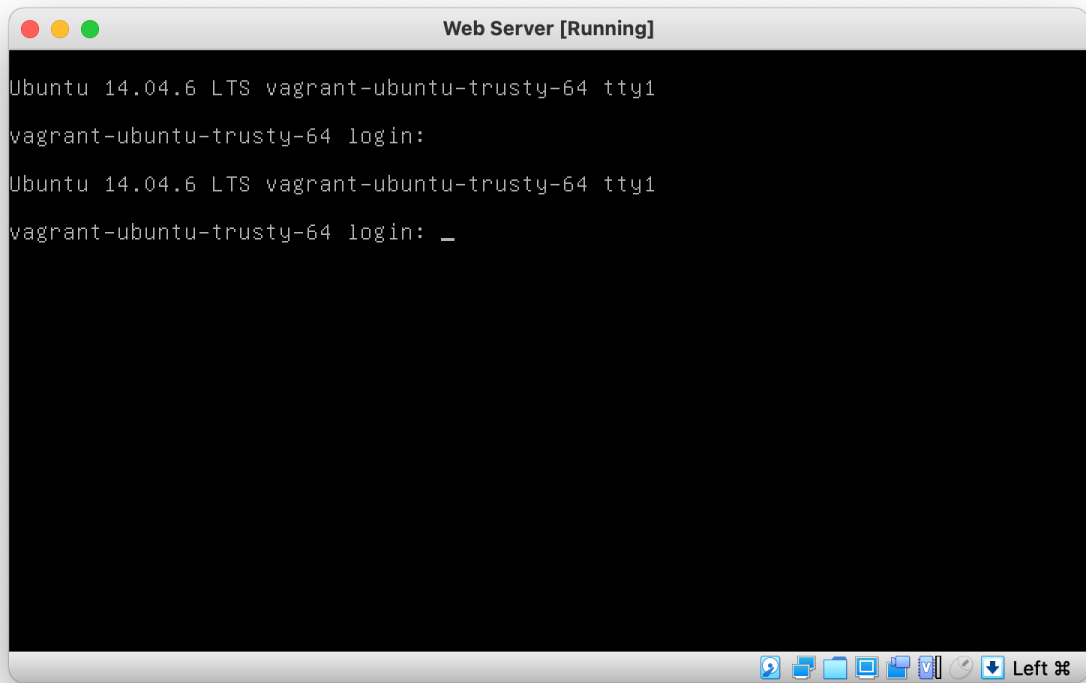 Web Server [Running]
Ubuntu 14.04.6 LTS vagrant-ubuntu-trusty-64 tty1
vagrant-ubuntu-trusty-64 login:
Ubuntu 14.04.6 LTS vagrant-ubuntu-trusty-64 tty1
vagrant-ubuntu-trusty-64 login: _
Left ⌘